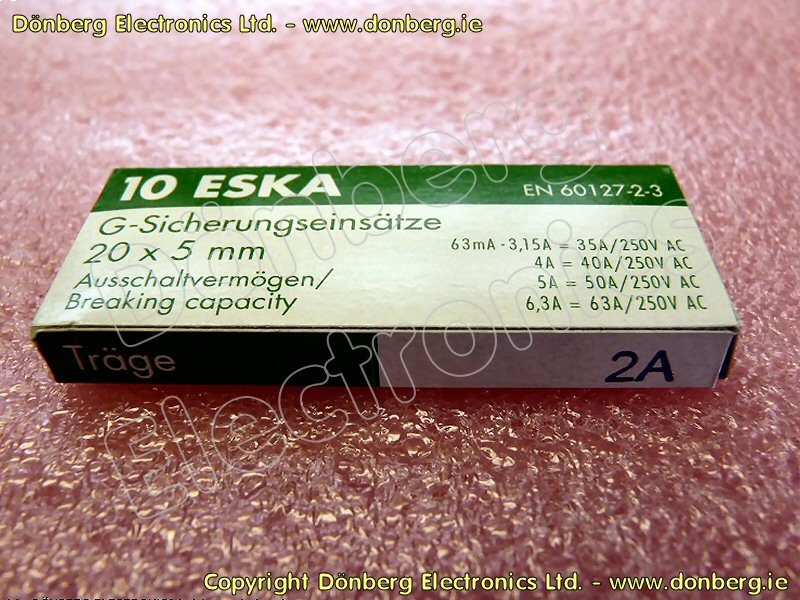 Dönberg Electronics Ltd. - www.donberg.ie
10 ESKA
EN 60127-2-3
G-Sicherungseinsätze
20 x 5 mm
Ausschaltvermögen/
Breaking capacity
63mA - 3,15A = 35A/250V AC
4A = 40A/250V AC
5A = 50A/250V AC
6,3A = 63A/250V AC
Träge
2A
Dönberg
Electronics
Copyright Dönberg Electronics Ltd. - www.donberg.ie